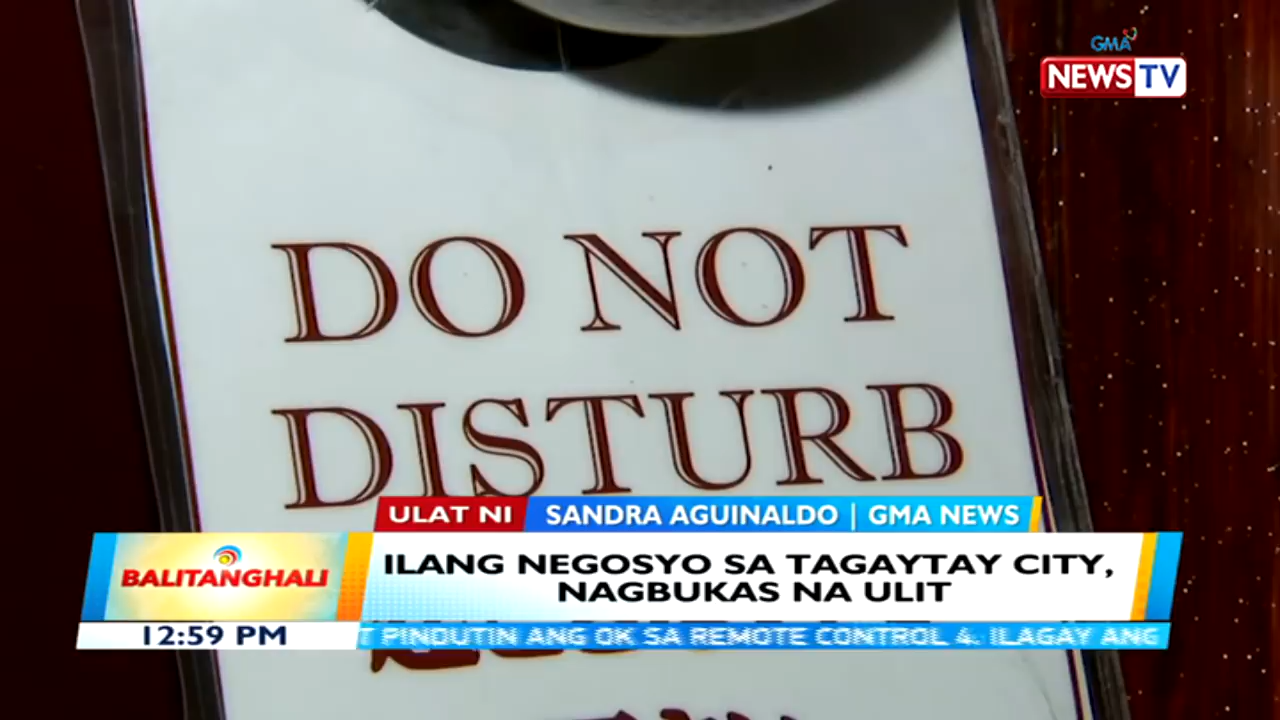 GMA
NEWS TV
DO NOT
DISTURB
ULAT NI
SANDRA AGUINALDO | GMA NEWS
BALITANGHALI
ILANG NEGOSYO SA TAGAYTAY CITY,
NAGBUKAS NA ULIT
12:59 PM
T PINDUTIN ANG OK SA REMOTE CONTROL 4. ILAGAY ANG